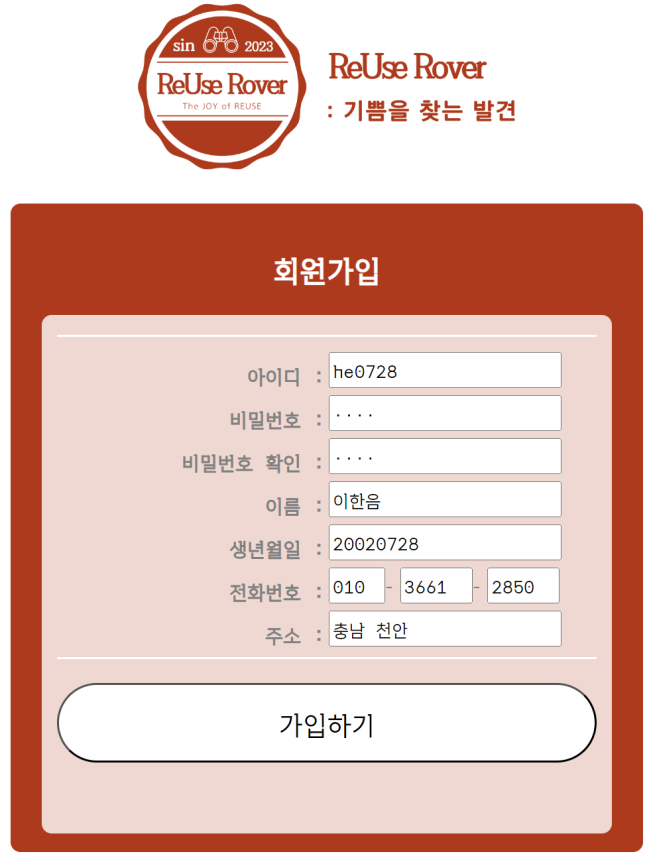 sin 2023
ReUse Rover
The JOY of REUSE
ReUse Rover
: 기쁨을 찾는 발견
회원가입
아이디 : he0728
비밀번호 : ····
비밀번호 확인 : ····
이름 : 이한음
생년월일 : 20020728
전화번호 : 010 - 3661 - 2850
주소 : 충남 천안
가입하기